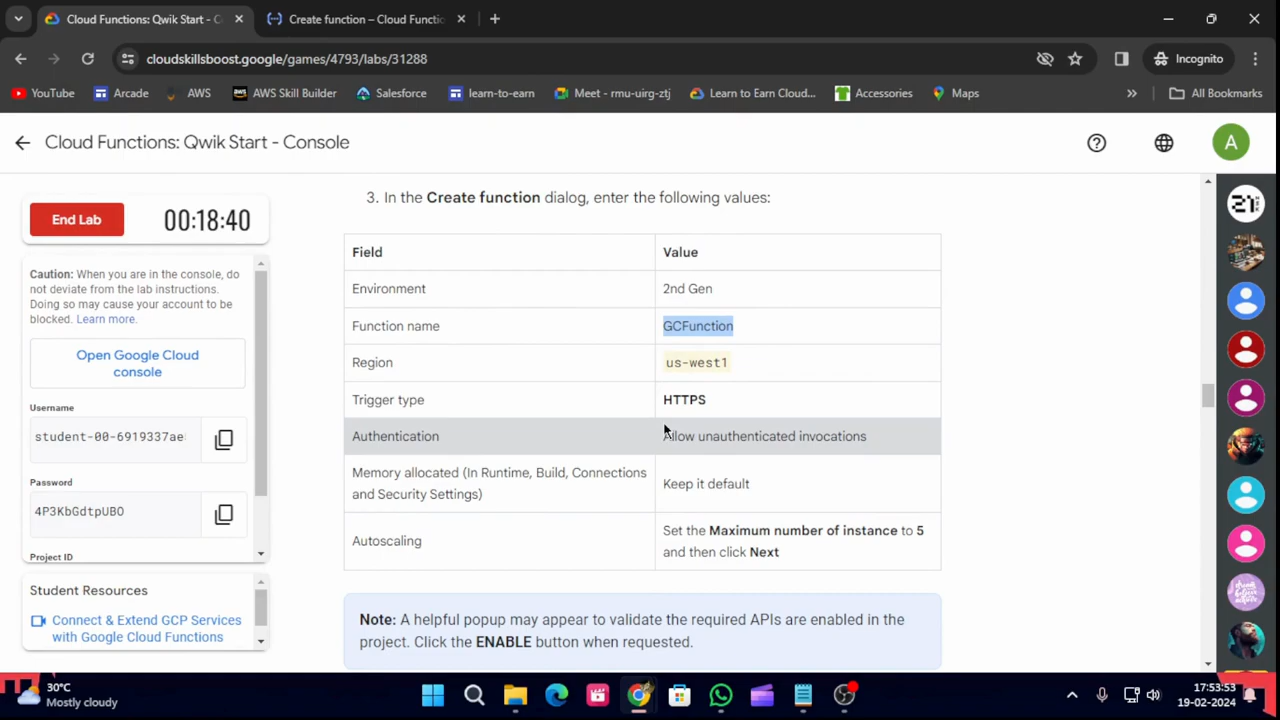 Cloud Functions: Qwik Start - C
Create function – Cloud Functio
cloudskillsboost.google/games/4793/labs/31288
Incognito
YouTube
Arcade
AWS
AWS Skill Builder
Salesforce
learn-to-earn
Meet - rmu-uirg-ztj
Learn to Earn Cloud...
Accessories
Maps
All Bookmarks
Cloud Functions: Qwik Start - Console
A
End Lab
00:18:40
Caution: When you are in the console, do
not deviate from the lab instructions.
Doing so may cause your account to be
blocked. Learn more.
Open Google Cloud
console
Username
student-00-6919337ae
Password
4P3KbGdtpUBO
Project ID
Student Resources
Connect & Extend GCP Services
with Google Cloud Functions
3. In the Create function dialog, enter the following values:
Field Value
Environment 2nd Gen
Function name GCFunction
Region us-west1
Trigger type HTTPS
Authentication Allow unauthenticated invocations
Memory allocated (In Runtime, Build, Connections
and Security Settings)
Keep it default
Autoscaling
Set the Maximum number of instance to 5
and then click Next
Note: A helpful popup may appear to validate the required APIs are enabled in the
project. Click the ENABLE button when requested.
21
30°C
Mostly cloudy
17:53:53
19-02-2024